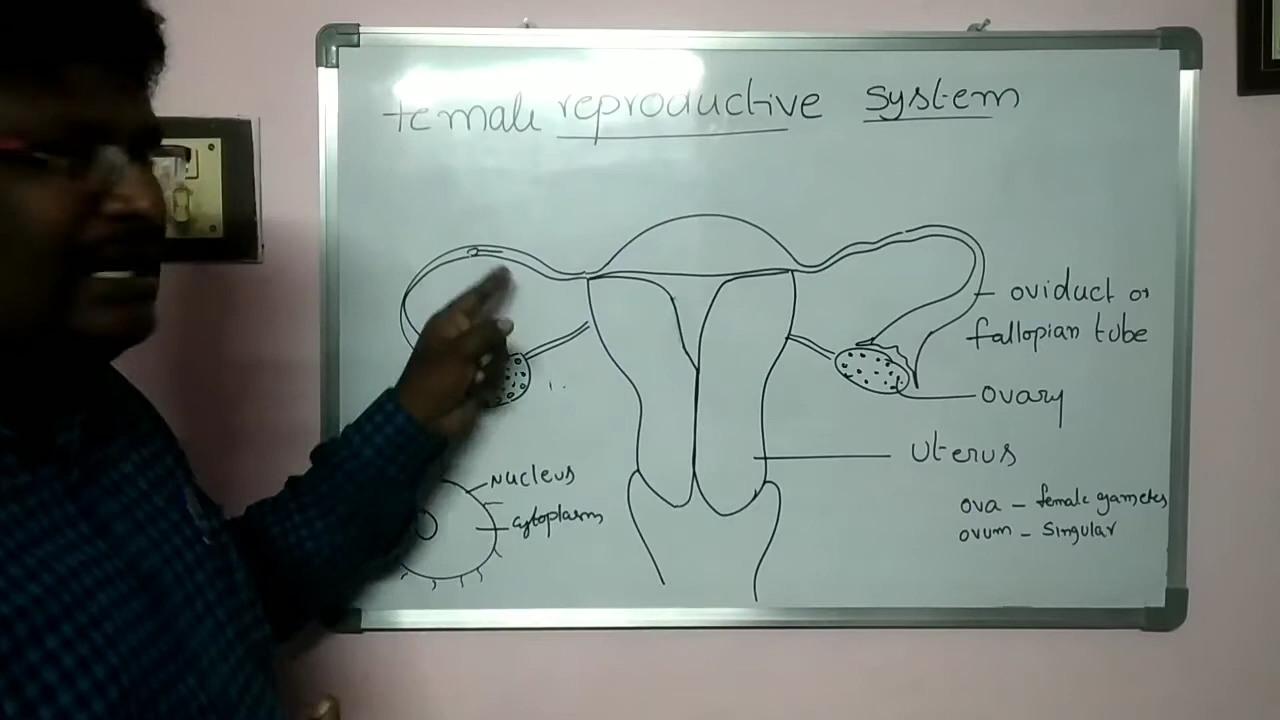 female reproductive system
oviduct or
fallopian tube
ovary
Uterus
Nucleus
cytoplasm
ova - female gametes
ovum - singular